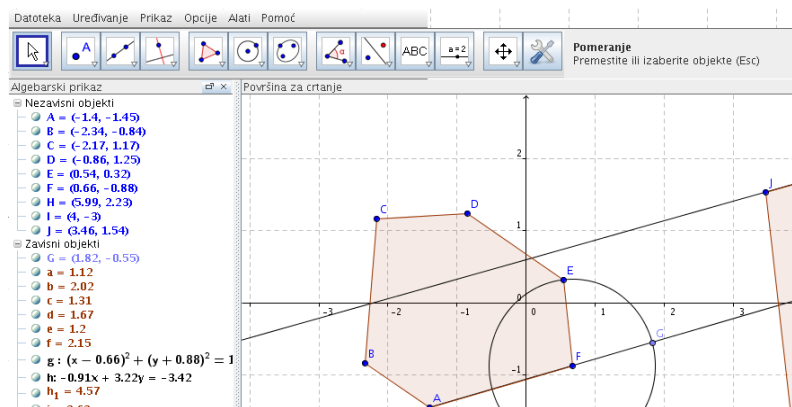 Datoteka Uređivanje Prikaz Opcije Alati Pomoć
A ABC a=2
Pomeranje
Premestite ili izaberite objekte (Esc)
Algebarski prikaz
Površina za crtanje
Nezavisni objekti
A = (-1.4, -1.45)
B = (-2.34, -0.84)
C = (-2.17, 1.17)
D = (-0.86, 1.25)
E = (0.54, 0.32)
F = (0.66, -0.88)
H = (5.99, 2.23)
I = (4, -3)
J = (3.46, 1.54)
Zavisni objekti
G = (1.82, -0.55)
a = 1.12
b = 2.02
c = 1.31
d = 1.67
e = 1.2
f = 2.15
g : (x − 0.66)² + (y + 0.88)² = 1
h: -0.91x + 3.22y = -3.42
h₁ = 4.57
2
J
C
D
1
E
0
-3 -2 -1 0 1 2 3
G
B
F
-1
A